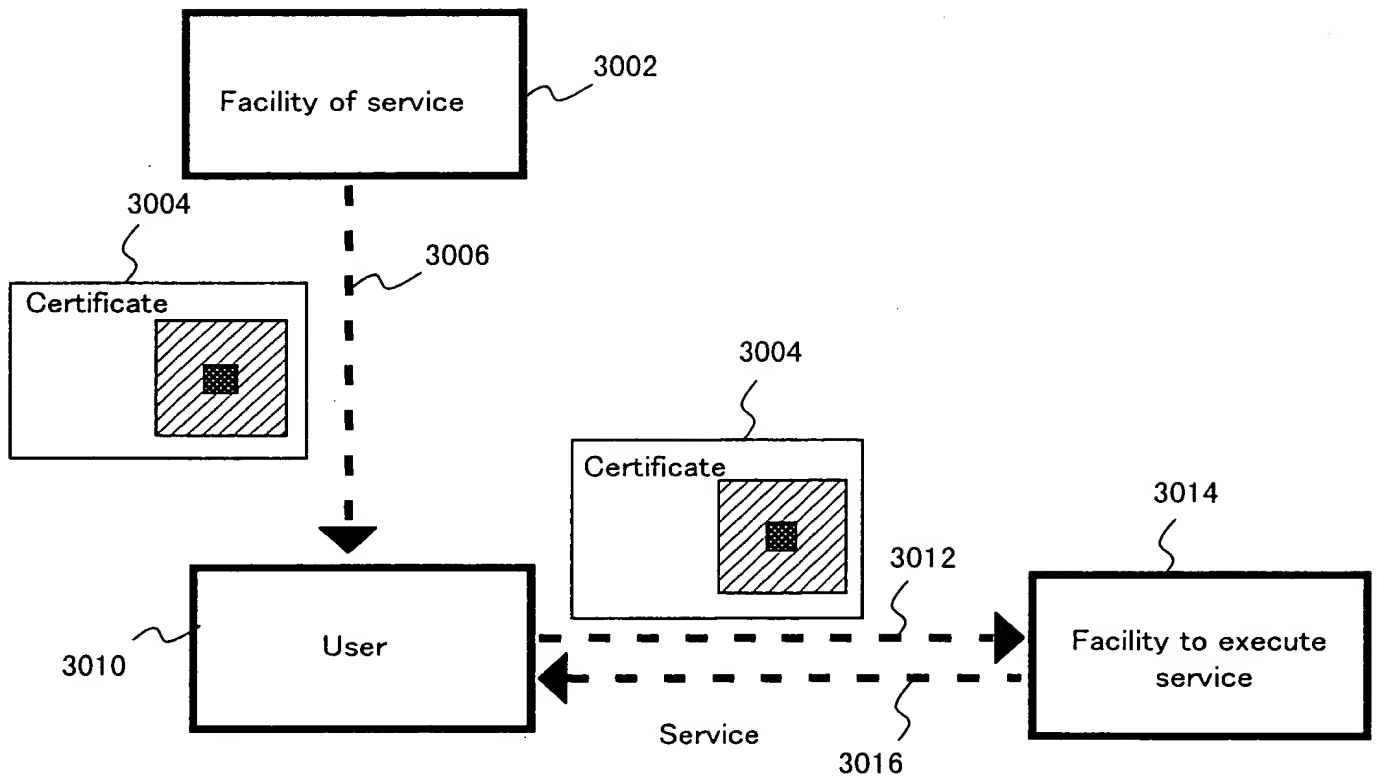 3002
Facility of service
3004
3006
Certificate
3004
Certificate
3014
3012
User
Facility to execute
service
3010
Service
3016